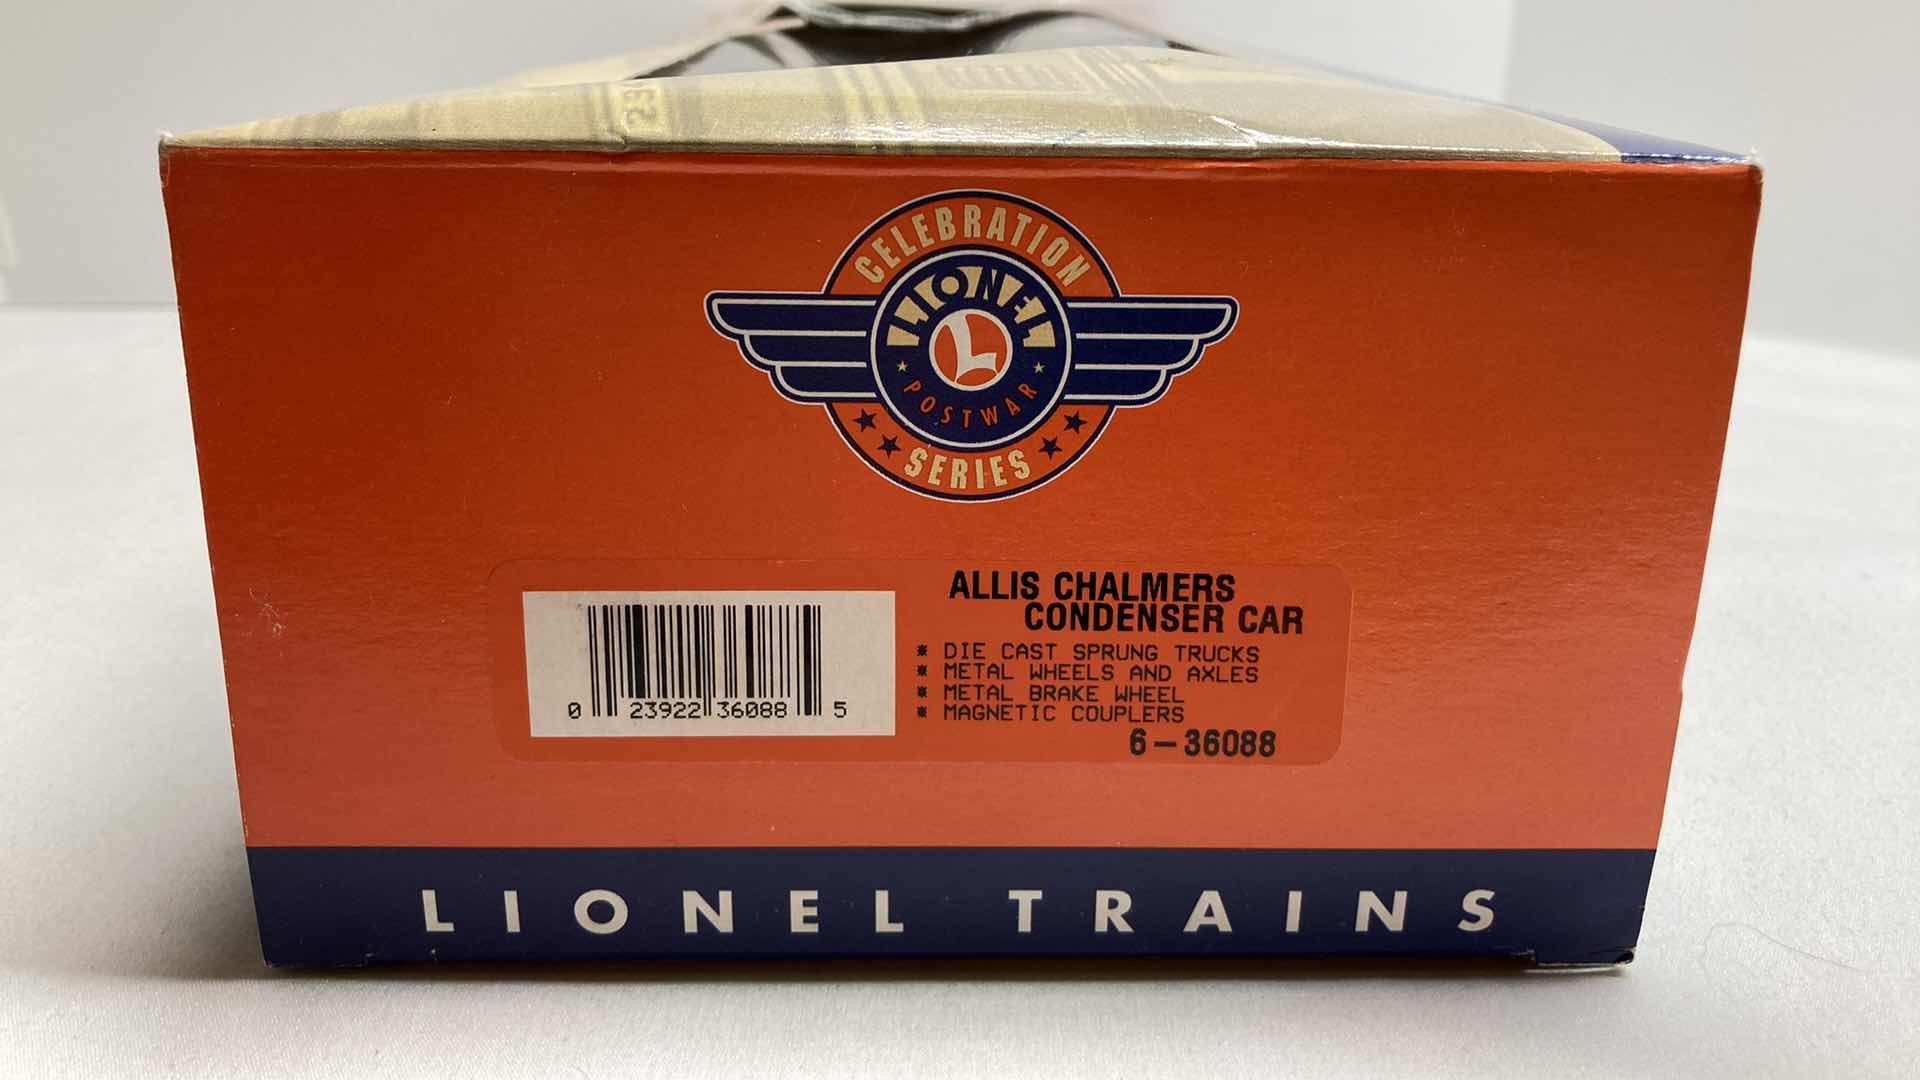 CELEBRATION
LIONEL
L
POSTWAR
SERIES
ALLIS CHALMERS
CONDENSER CAR
* DIE CAST SPRUNG TRUCKS
* METAL WHEELS AND AXLES
* METAL BRAKE WHEEL
* MAGNETIC COUPLERS
6-36088
0 23922 36088 5
LIONEL TRAINS